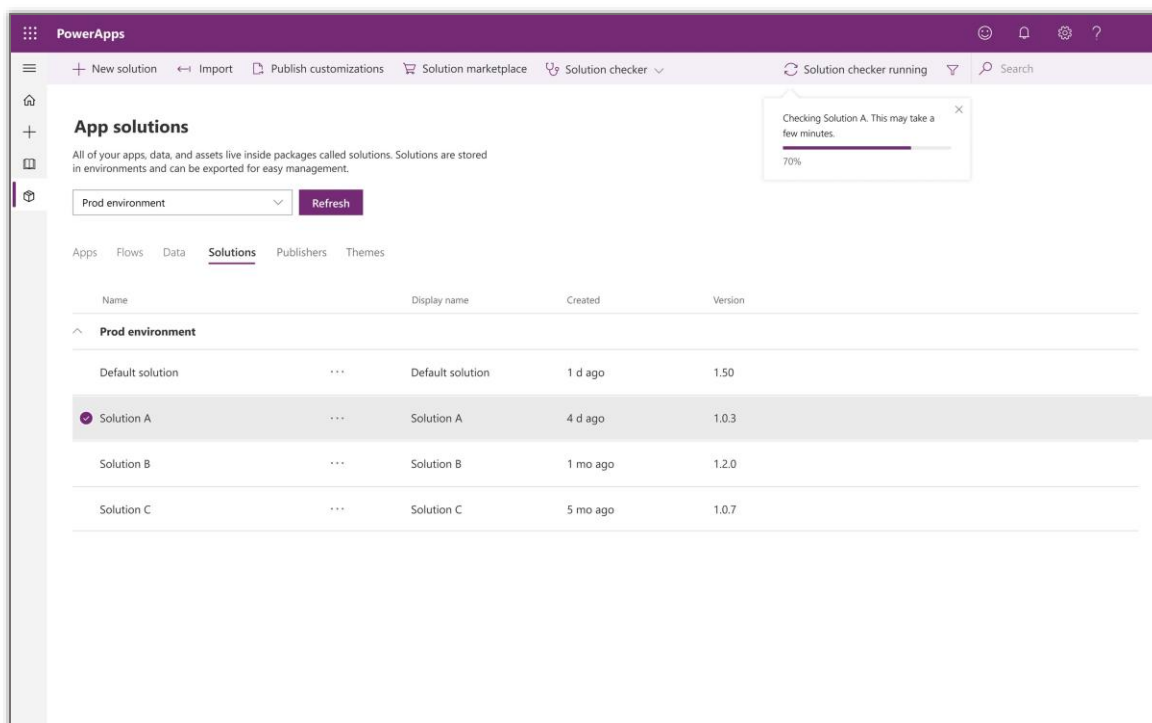 PowerApps
New solution Import Publish customizations Solution marketplace Solution checker Solution checker running Search
Checking Solution A. This may take a
few minutes.
70%
App solutions
All of your apps, data, and assets live inside packages called solutions. Solutions are stored
in environments and can be exported for easy management.
Prod environment Refresh
Apps Flows Data Solutions Publishers Themes
Name Display name Created Version
Prod environment
Default solution ... Default solution 1 d ago 1.50
Solution A ... Solution A 4 d ago 1.0.3
Solution B ... Solution B 1 mo ago 1.2.0
Solution C ... Solution C 5 mo ago 1.0.7